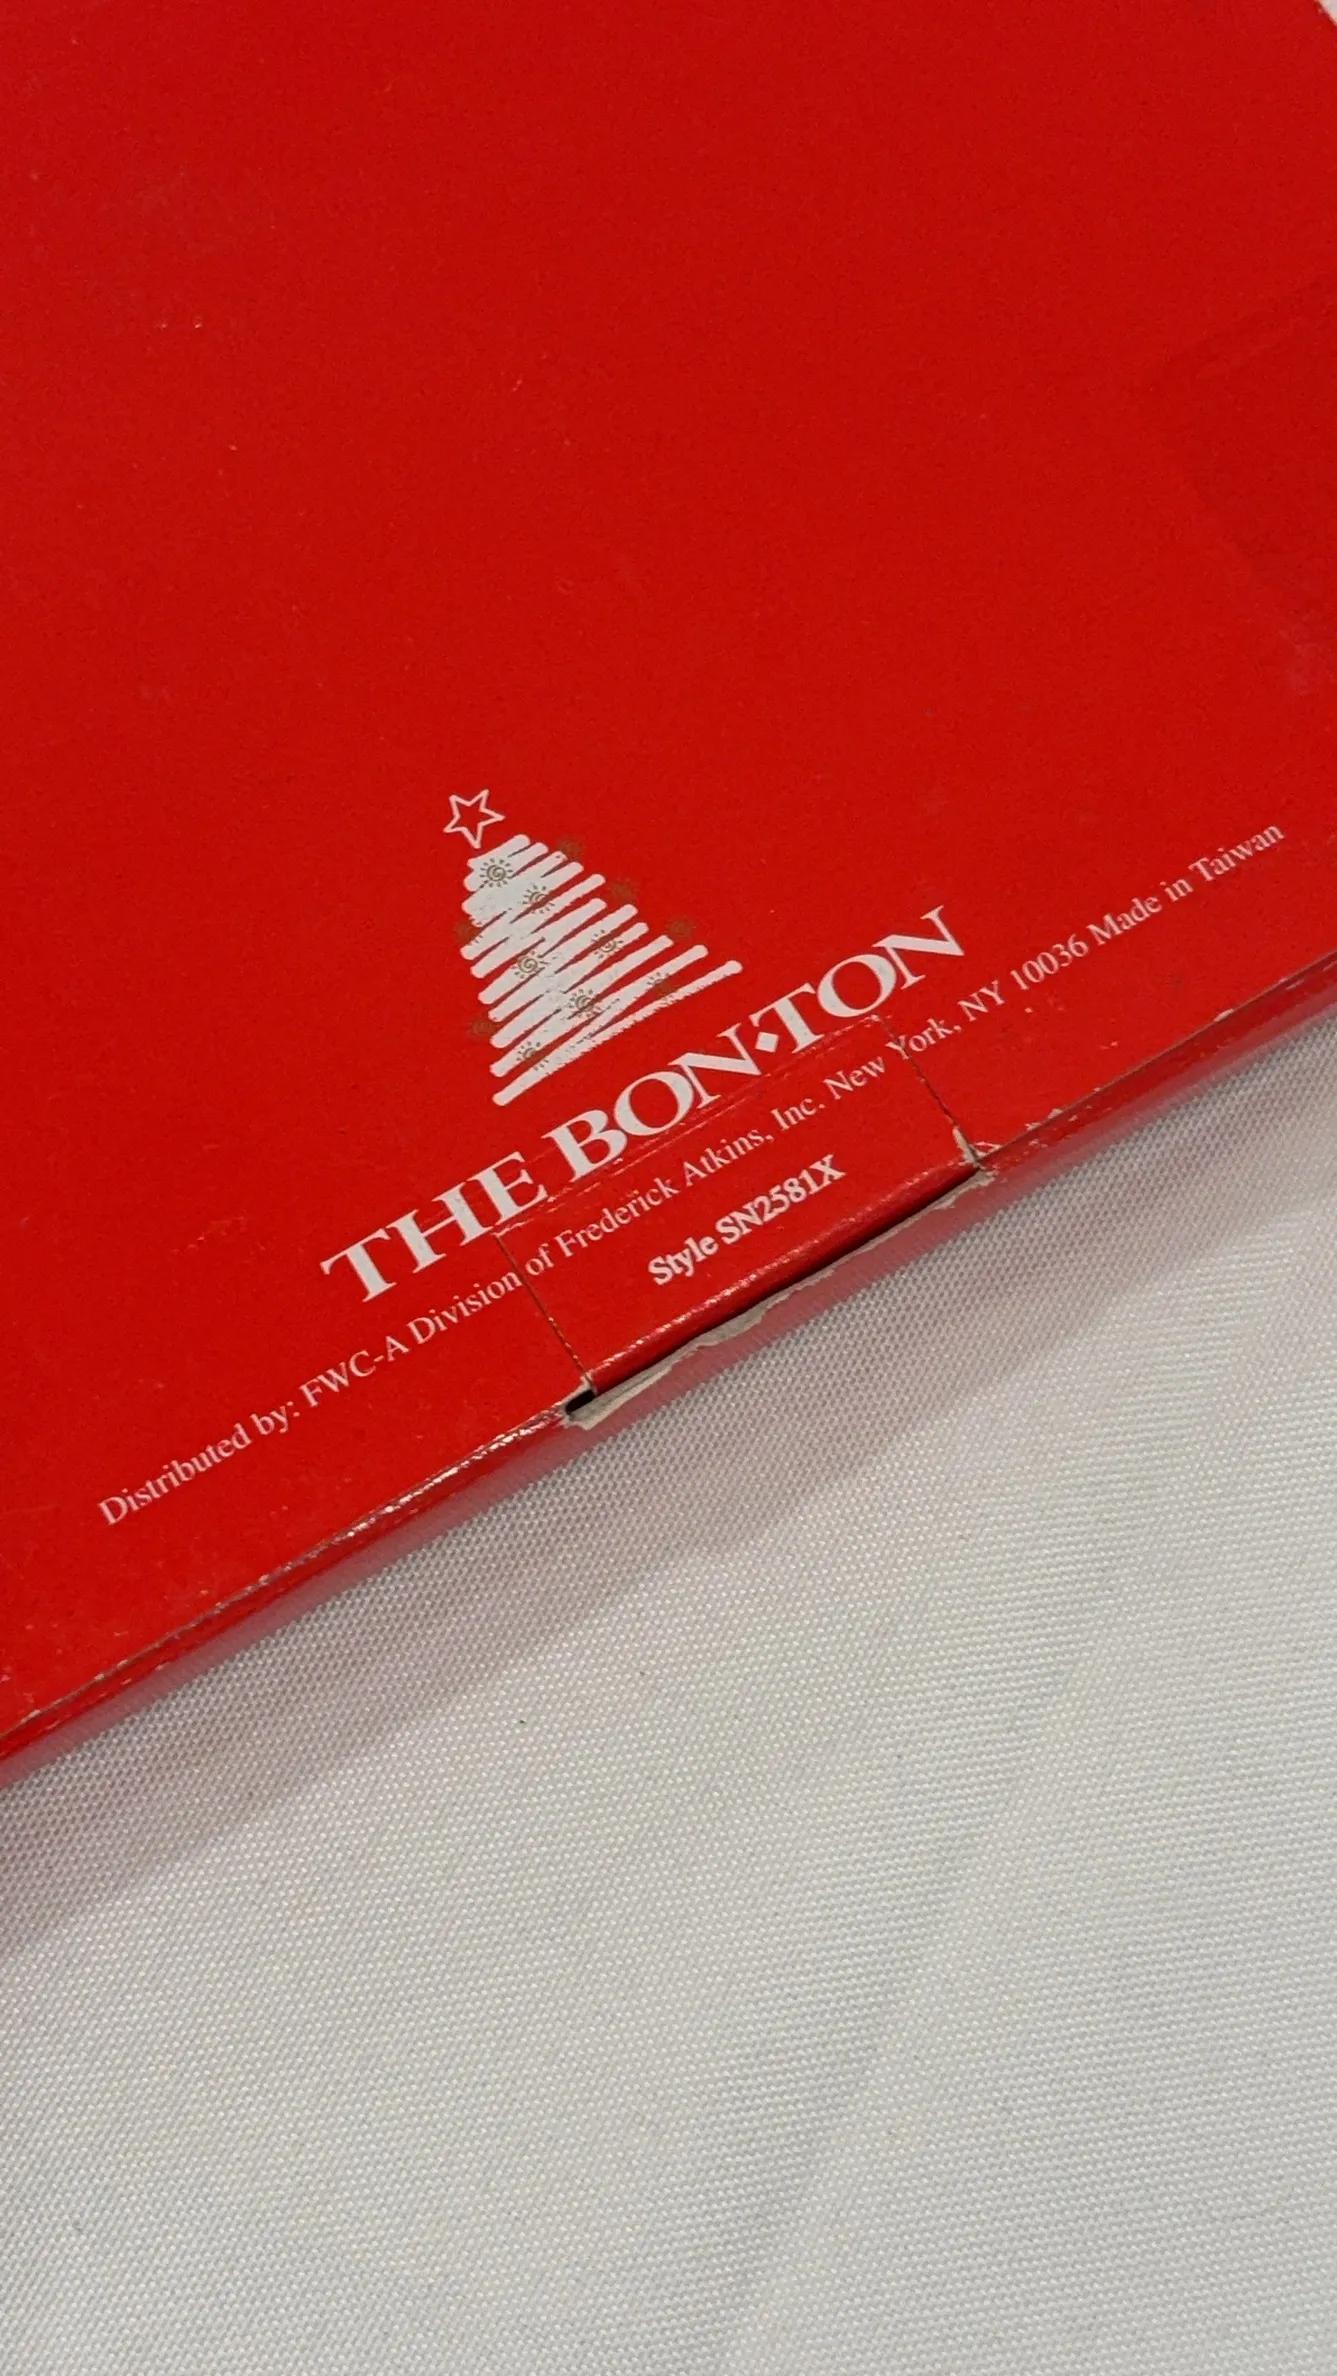 THE BON·TON
Distributed by: FWC-A Division of Frederick Atkins, Inc. New York, NY 10036 Made in Taiwan
Style SN2581X